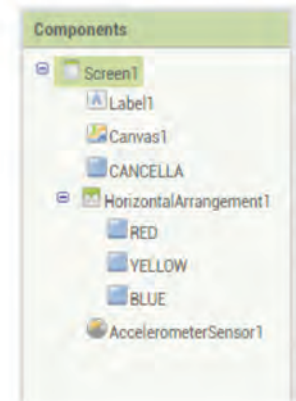 Components
Screen1
Label1
Canvas1
CANCELLA
HorizontalArrangement1
RED
YELLOW
BLUE
AccelerometerSensor1